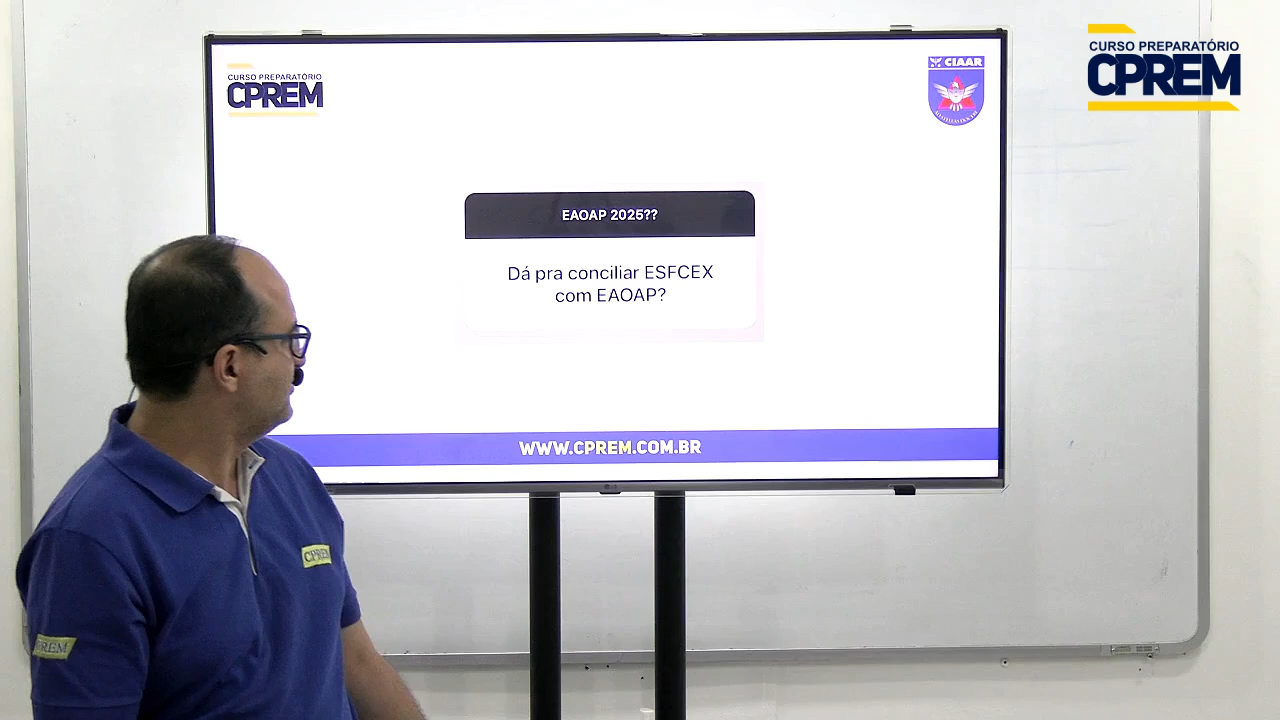 CURSO PREPARATÓRIO
CPREM
CURSO PREPARATÓRIO
CPREM
CIAAR
EAOAP 2025??
Dá pra conciliar ESFCEX
com EAOAP?
WWW.CPREM.COM.BR
LG
CPREM